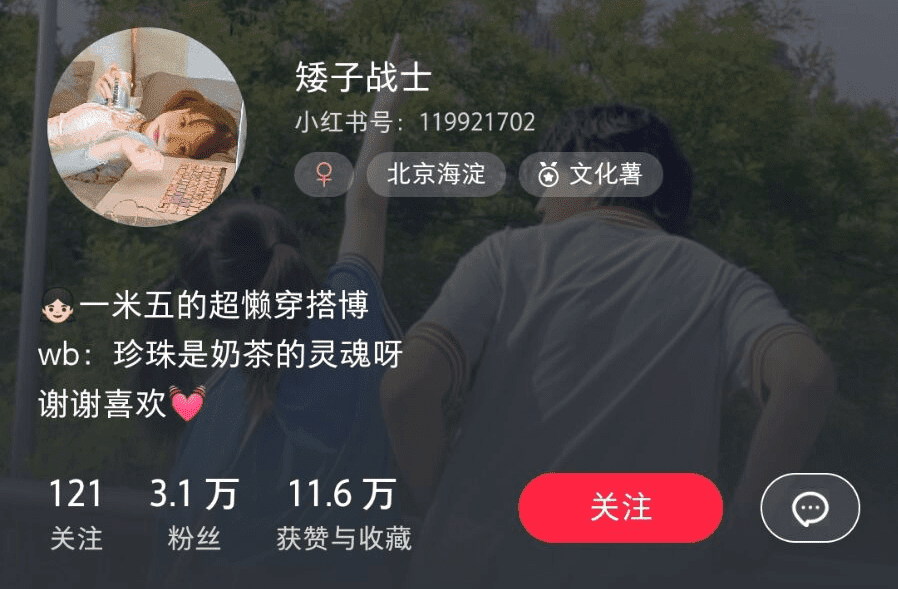 矮子战士
小红书号：119921702
北京海淀 文化薯
一米五的超懒穿搭博
wb：珍珠是奶茶的灵魂呀
谢谢喜欢💓
121 3.1 万 11.6 万
关注 粉丝 获赞与收藏
关注